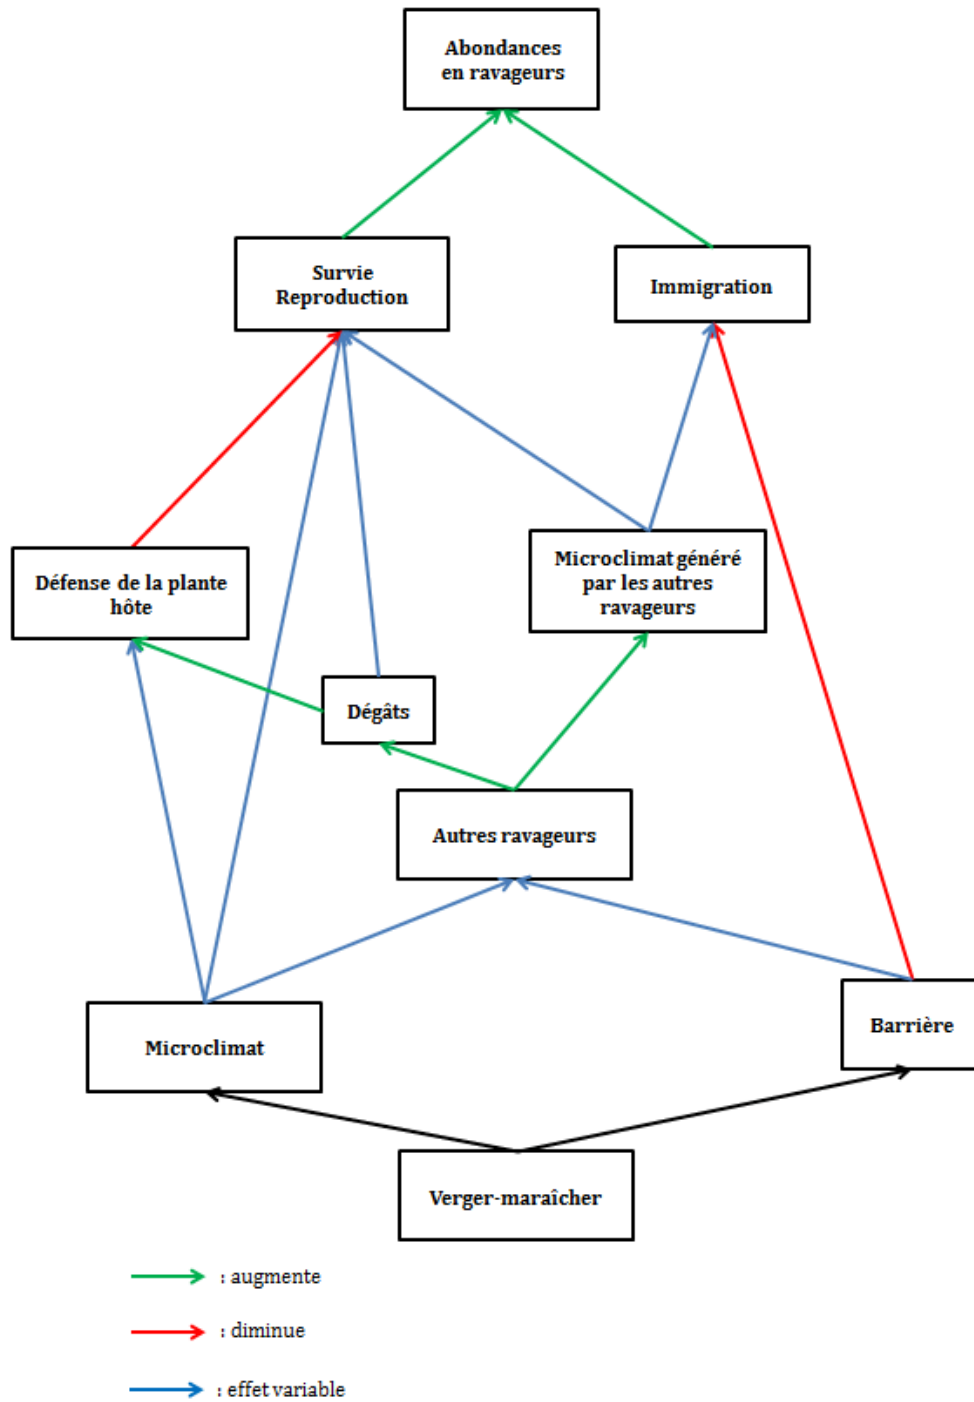 Abondances
en ravageurs
Survie
Reproduction
Immigration
Défense de la plante
hôte
Microclimat généré
par les autres
ravageurs
Dégâts
Autres ravageurs
Microclimat
Barrière
Verger-maraîcher
: augmente
: diminue
: effet variable